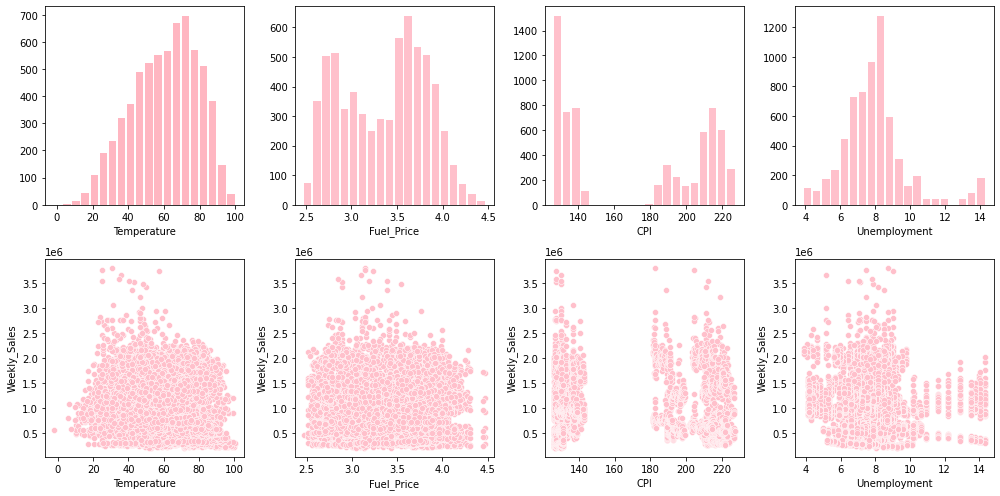 700
600
500
400
300
200
100
0
0 20 40 60 80 100
Temperature
600
500
400
300
200
100
0
2.5 3.0 3.5 4.0 4.5
Fuel_Price
1400
1200
1000
800
600
400
200
0
140 160 180 200 220
CPI
1200
1000
800
600
400
200
0
4 6 8 10 12 14
Unemployment
1e6
3.5
3.0
2.5
2.0
1.5
1.0
0.5
Weekly_Sales
0 20 40 60 80 100
Temperature
1e6
3.5
3.0
2.5
2.0
1.5
1.0
0.5
Weekly_Sales
2.5 3.0 3.5 4.0 4.5
Fuel_Price
1e6
3.5
3.0
2.5
2.0
1.5
1.0
0.5
Weekly_Sales
140 160 180 200 220
CPI
1e6
3.5
3.0
2.5
2.0
1.5
1.0
0.5
Weekly_Sales
4 6 8 10 12 14
Unemployment